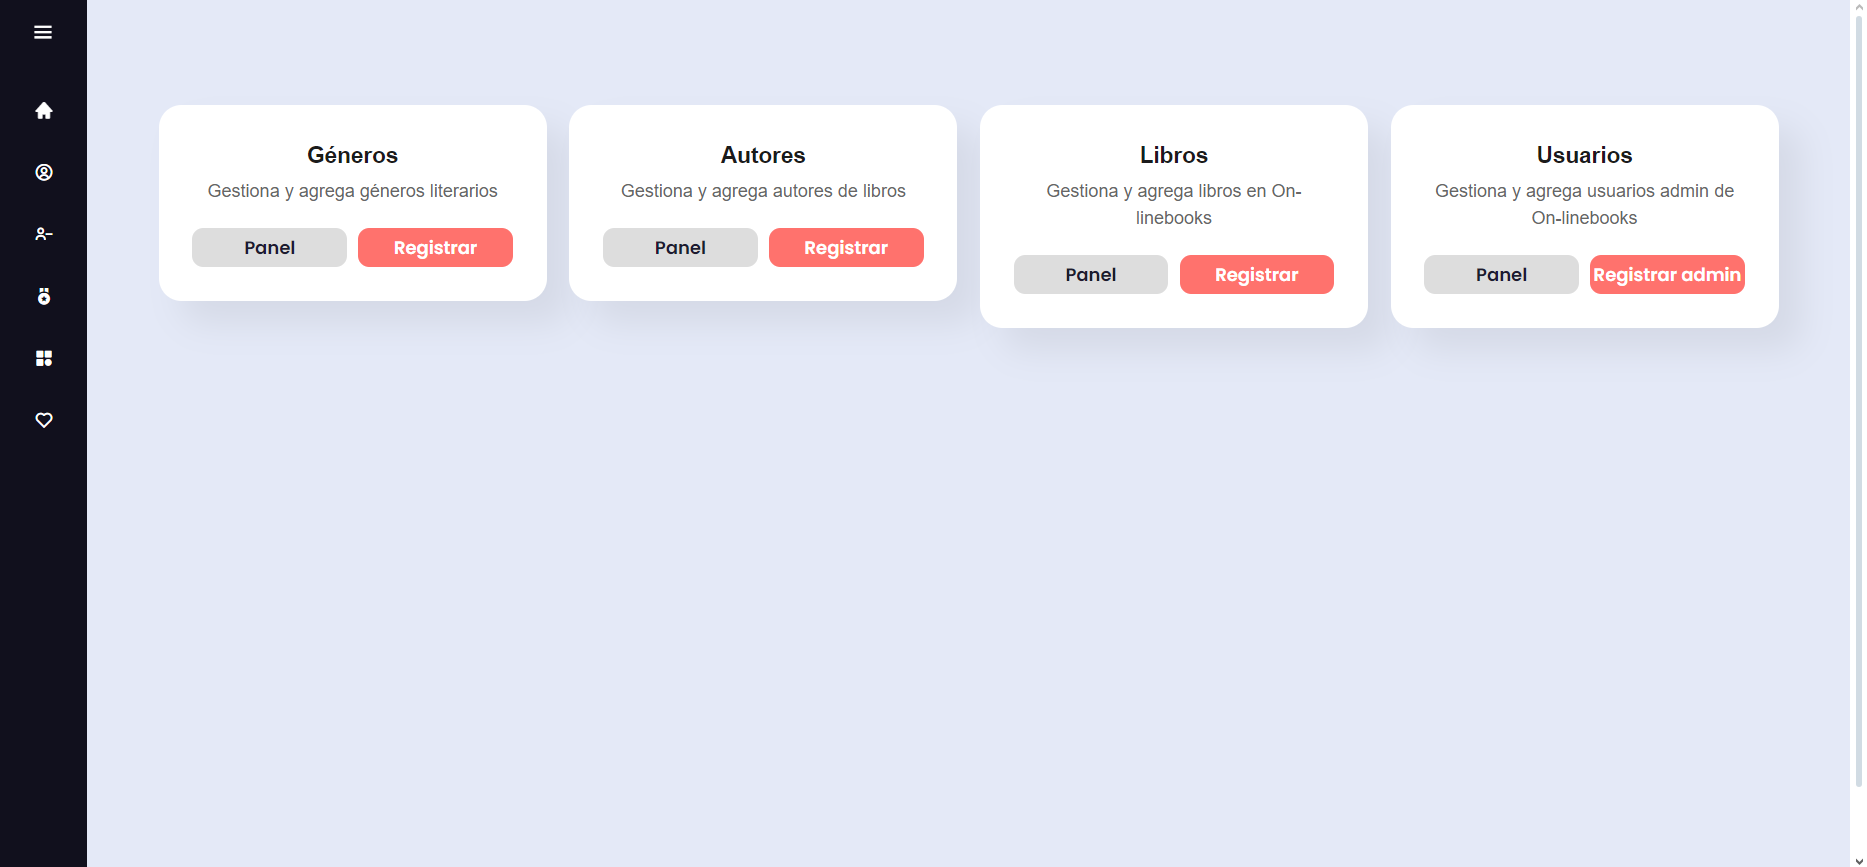 Géneros
Gestiona y agrega géneros literarios
Panel
Registrar
Autores
Gestiona y agrega autores de libros
Panel
Registrar
Libros
Gestiona y agrega libros en On-
linebooks
Panel
Registrar
Usuarios
Gestiona y agrega usuarios admin de
On-linebooks
Panel
Registrar admin